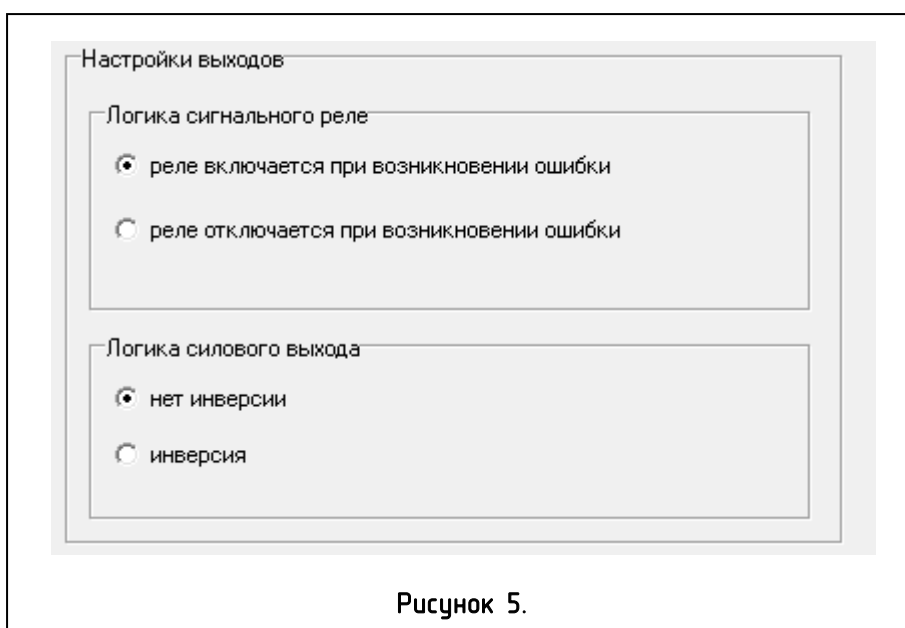 Настройки выходов
Логика сигнального реле
реле включается при возникновении ошибки
реле отключается при возникновении ошибки
Логика силового выхода
нет инверсии
инверсия
Рисунок 5.